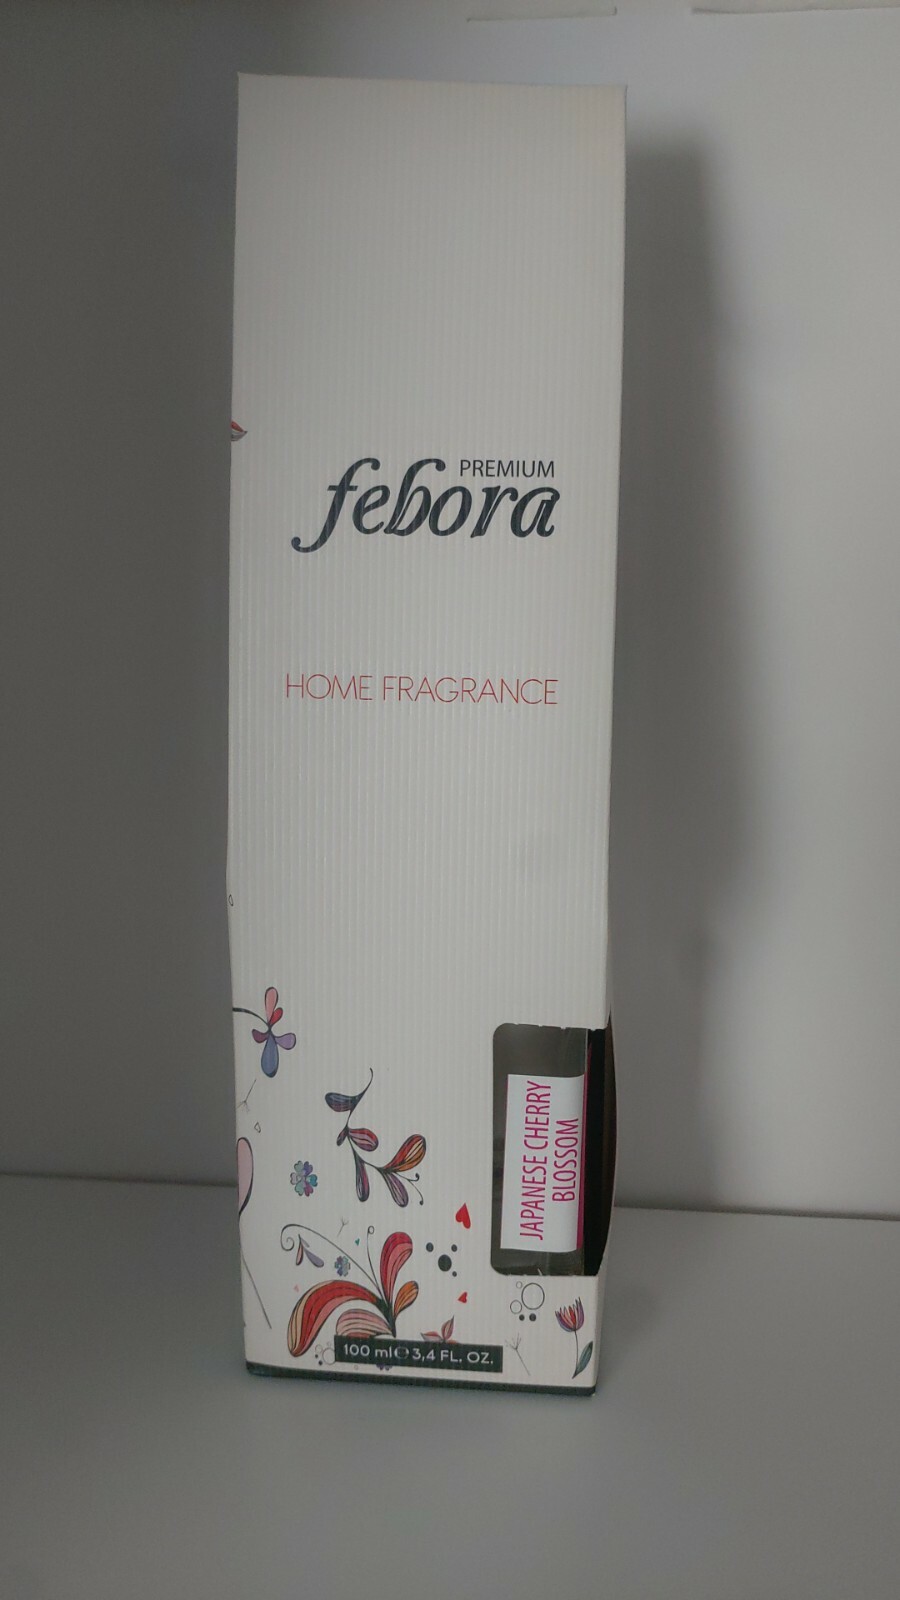 PREMIUM
febora
HOME FRAGRANCE
JAPANESE CHERRY
BLOSSOM
100 ml ℮ 3,4 FL. OZ.